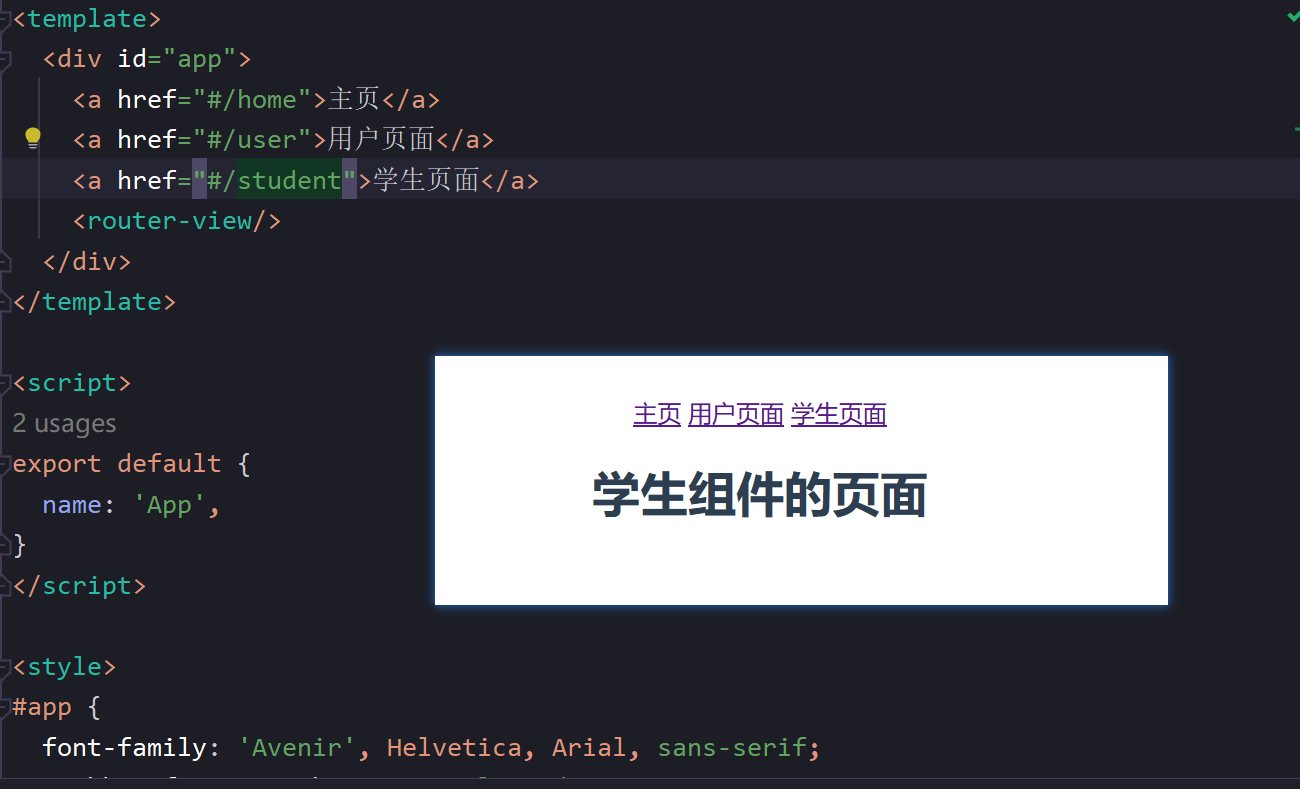 <template>
  <div id="app">
    <a href="#/home">主页</a>
    <a href="#/user">用户页面</a>
    <a href="#/student">学生页面</a>
    <router-view/>
  </div>
</template>
<script>
2 usages
export default {
  name: 'App',
}
</script>
主页 用户页面 学生页面
学生组件的页面
<style>
#app {
  font-family: 'Avenir', Helvetica, Arial, sans-serif;